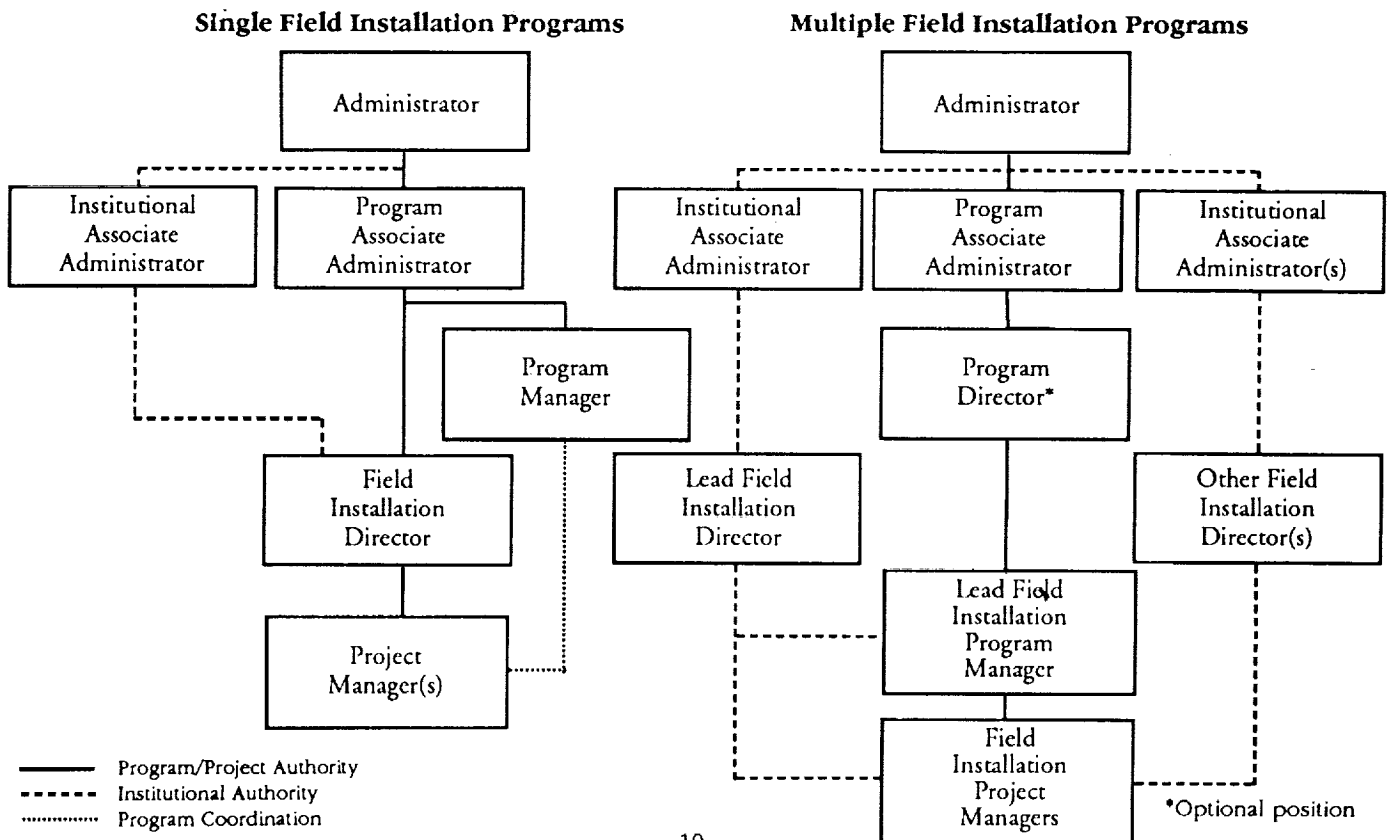 Single Field Installation Programs
Administrator
Institutional
Associate
Administrator
Program
Associate
Administrator
Program
Manager
Field
Installation
Director
Project
Manager(s)
Program/Project Authority
Institutional Authority
Program Coordination
Multiple Field Installation Programs
Administrator
Institutional
Associate
Administrator
Program
Associate
Administrator
Institutional
Associate
Administrator(s)
Program
Director*
Lead Field
Installation
Director
Other Field
Installation
Director(s)
Lead Field
Installation
Program
Manager
Field
Installation
Project
Managers
*Optional position